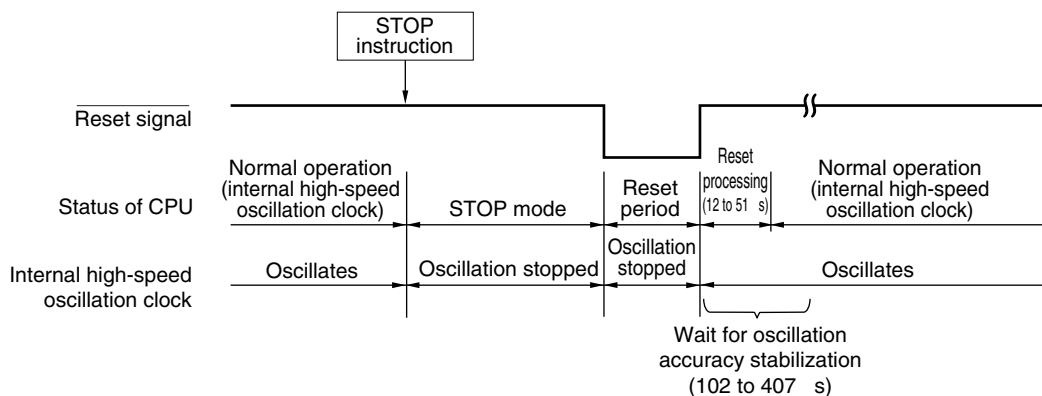 STOP
instruction
Reset signal
Status of CPU
Normal operation
(internal high-speed
oscillation clock)
STOP mode
Reset
period
Reset
processing
(12 to 51   s)
Normal operation
(internal high-speed
oscillation clock)
Internal high-speed
oscillation clock
Oscillates
Oscillation stopped
Oscillation
stopped
Oscillates
Wait for oscillation
accuracy stabilization
(102 to 407   s)